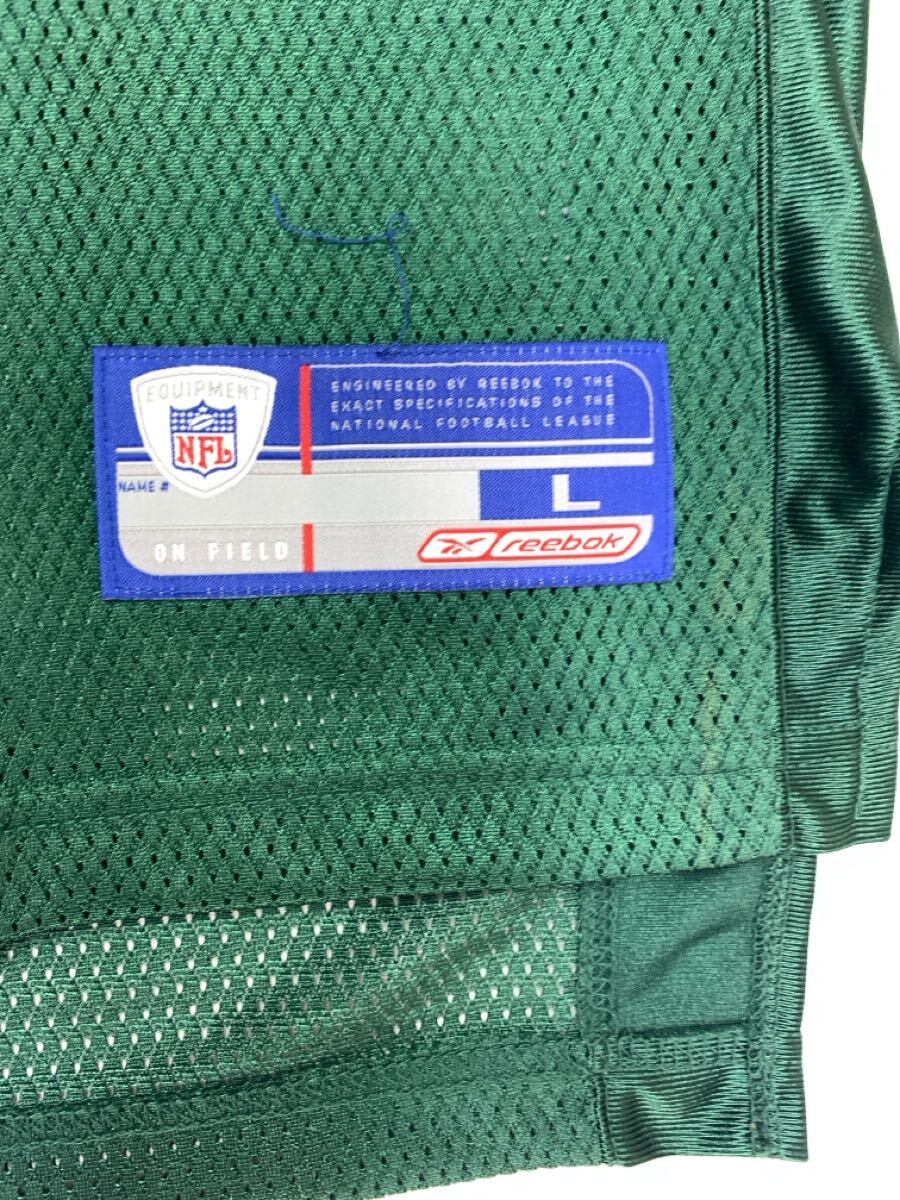 EQUIPMENT
NFL
ENGINEERED BY REEBOK TO THE
EXACT SPECIFICATIONS OF THE
NATIONAL FOOTBALL LEAGUE
NAME #
L
ON FIELD
Reebok